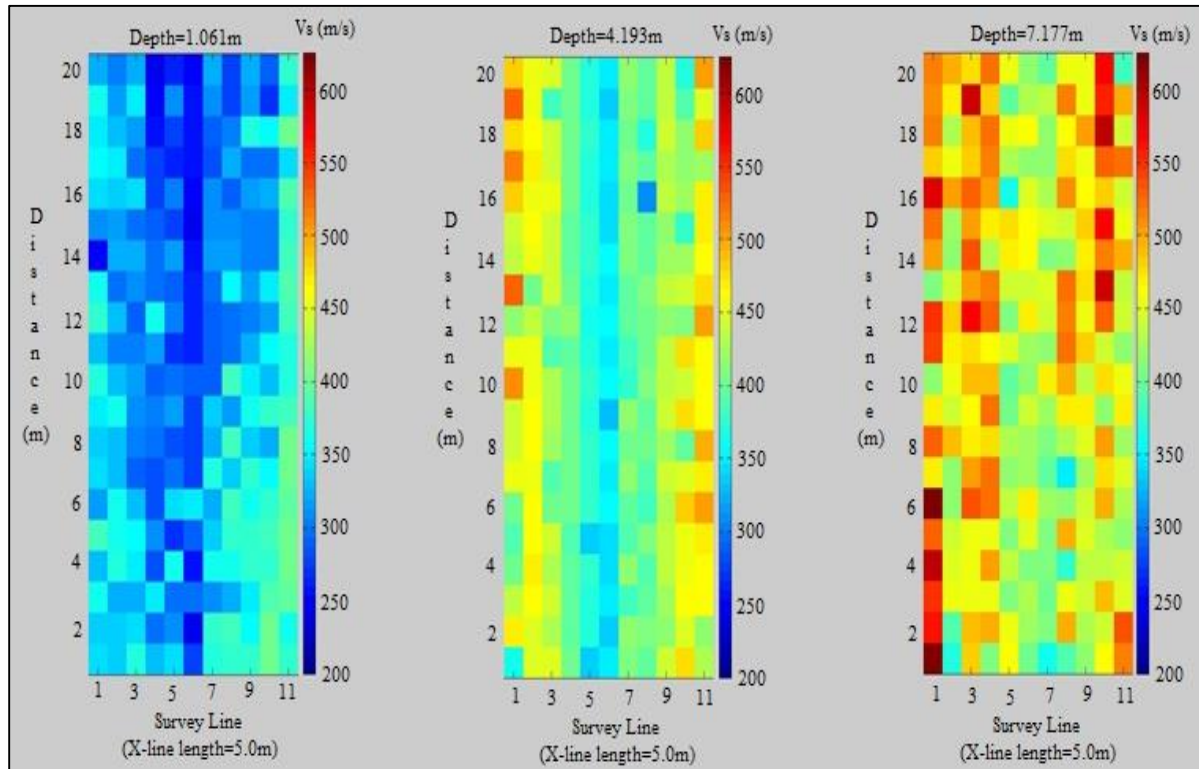 Depth=1.061m
Vs (m/s)
20
18
16
14
12
10
8
6
4
2
Distance
(m)
1 3 5 7 9 11
Survey Line
(X-line length=5.0m)
600
550
500
450
400
350
300
250
200
Depth=4.193m
Vs (m/s)
20
18
16
14
12
10
8
6
4
2
Distance
(m)
1 3 5 7 9 11
Survey Line
(X-line length=5.0m)
600
550
500
450
400
350
300
250
200
Depth=7.177m
Vs (m/s)
20
18
16
14
12
10
8
6
4
2
Distance
(m)
1 3 5 7 9 11
Survey Line
(X-line length=5.0m)
600
550
500
450
400
350
300
250
200